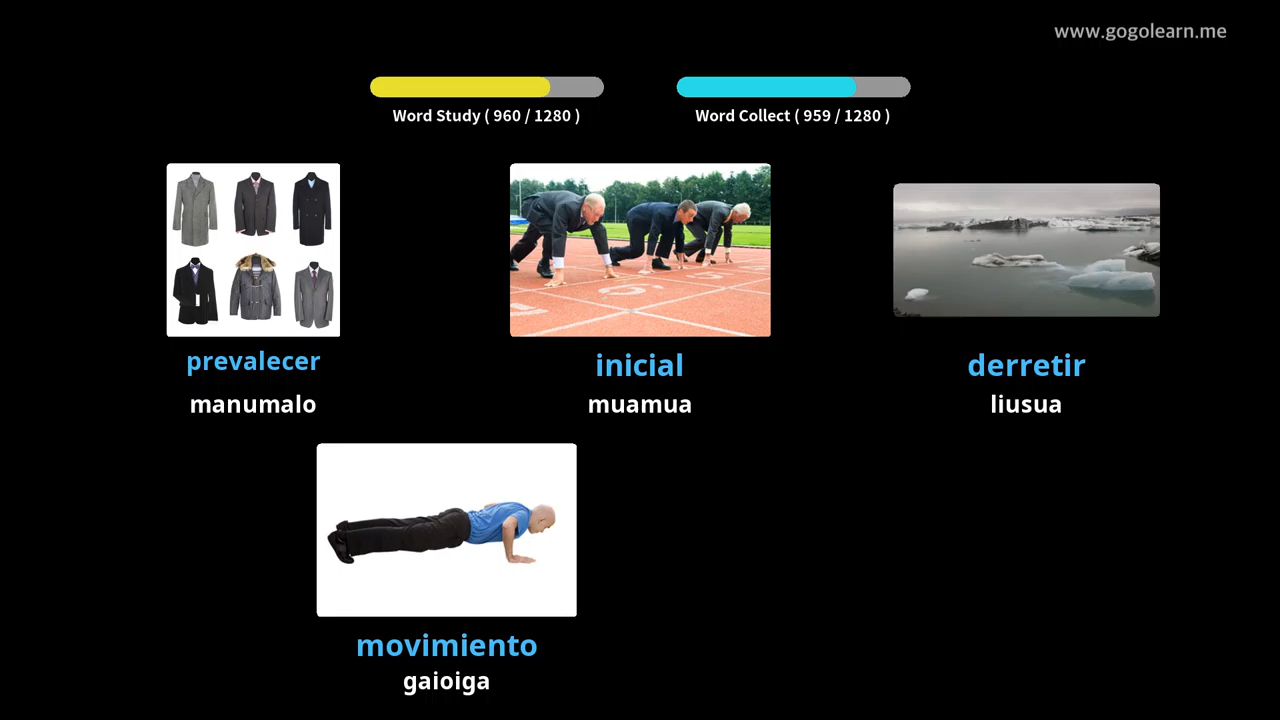 www.gogolearn.me
Word Study ( 960 / 1280 )
Word Collect ( 959 / 1280 )
prevalecer
manumalo
inicial
muamua
derretir
liusua
movimiento
gaioiga